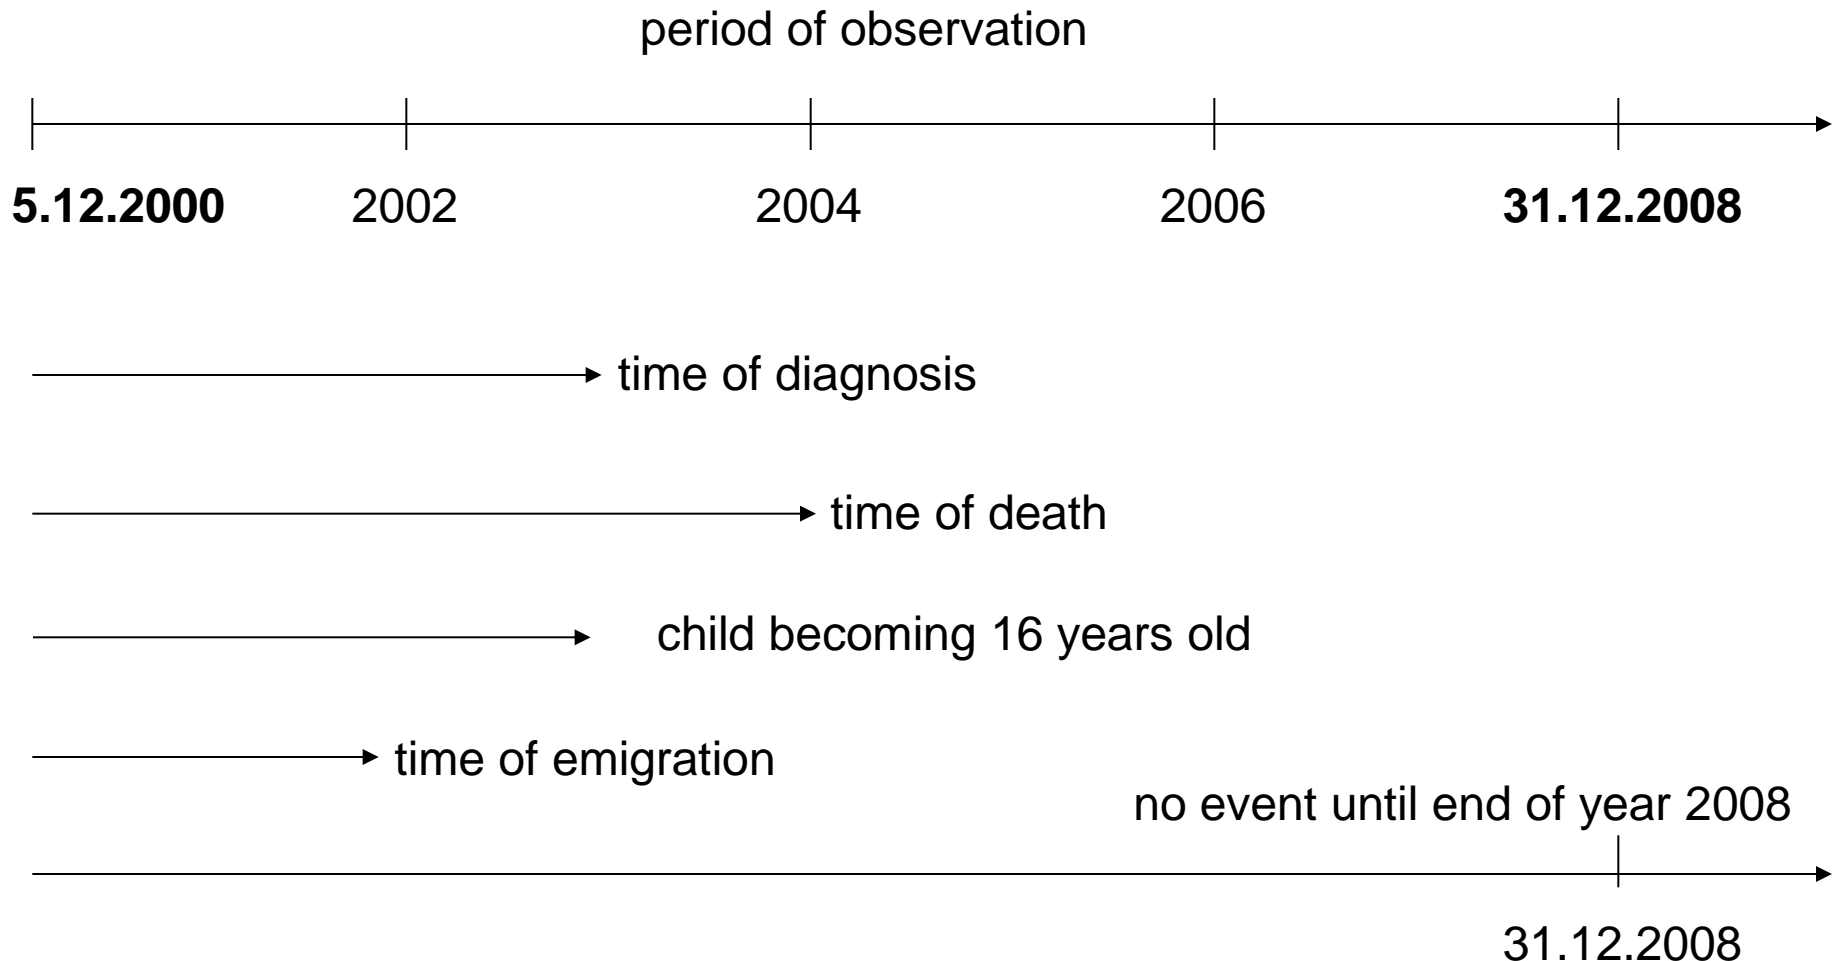 period of observation
5.12.2000 2002 2004 2006 31.12.2008
time of diagnosis
time of death
child becoming 16 years old
time of emigration
no event until end of year 2008
31.12.2008